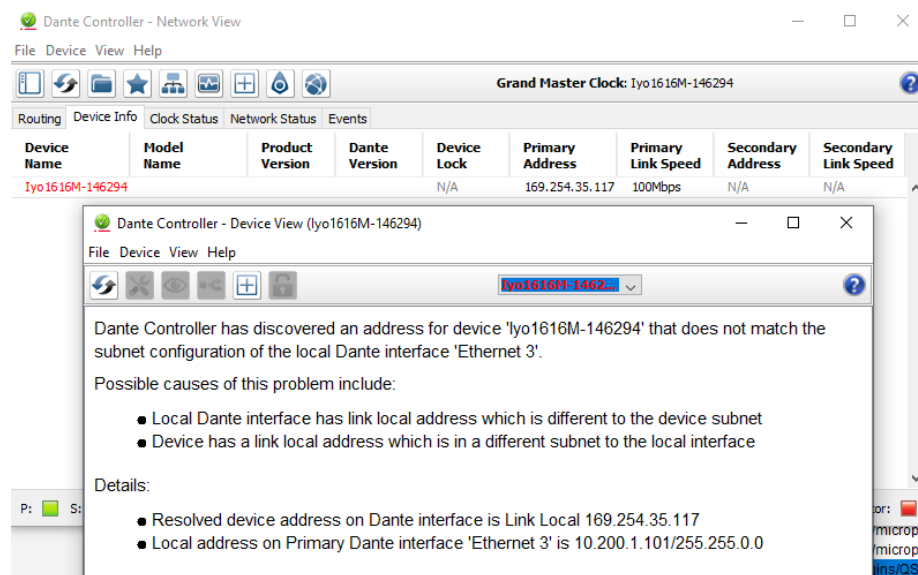 Dante Controller - Network View
File Device View Help
Grand Master Clock: Iyo1616M-146294
Routing Device Info Clock Status Network Status Events
Device Name Model Name Product Version Dante Version Device Lock Primary Address Primary Link Speed Secondary Address Secondary Link Speed
Iyo1616M-146294 N/A 169.254.35.117 100Mbps N/A N/A
Dante Controller - Device View (Iyo1616M-146294)
File Device View Help
Iyo1616M-1462...
Dante Controller has discovered an address for device 'Iyo1616M-146294' that does not match the
subnet configuration of the local Dante interface 'Ethernet 3'.
Possible causes of this problem include:
Local Dante interface has link local address which is different to the device subnet
Device has a link local address which is in a different subnet to the local interface
Details:
P: S: or:
Resolved device address on Dante interface is Link Local 169.254.35.117
Local address on Primary Dante interface 'Ethernet 3' is 10.200.1.101/255.255.0.0
/microp
/microp
gins/QS